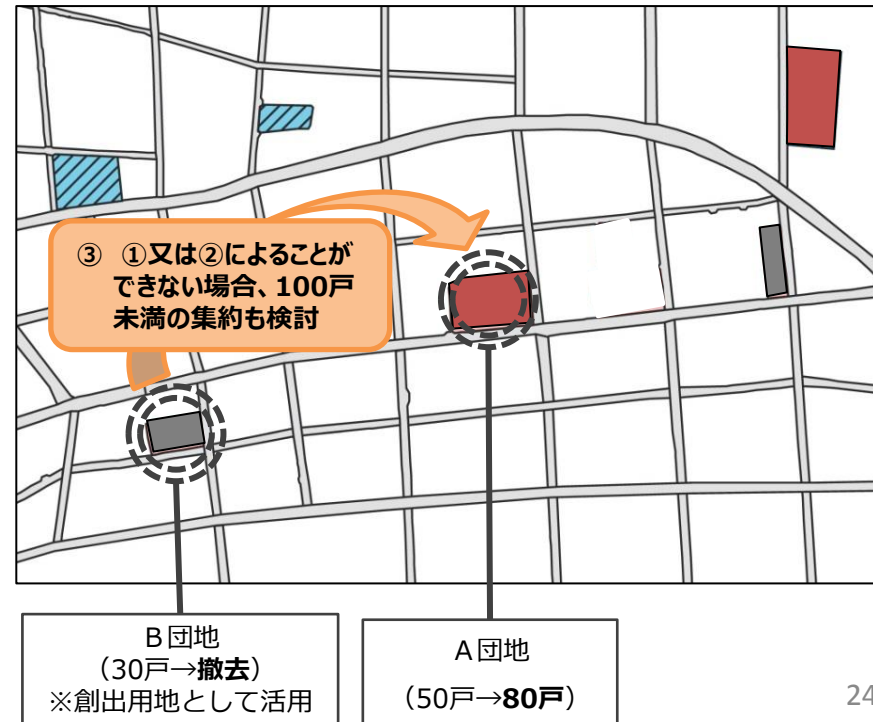 ③ ①又は②によることが
できない場合、100戸
未満の集約も検討
B団地
(30戸→撤去)
※創出用地として活用
A団地
(50戸→80戸)
24